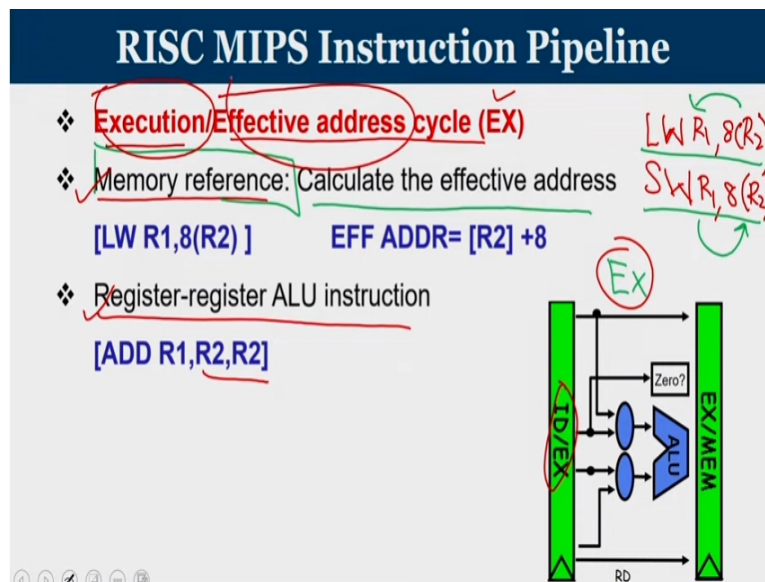 RISC MIPS Instruction Pipeline
❖ Execution/Effective address cycle (EX)
❖ Memory reference: Calculate the effective address
[LW R1,8(R2) ] EFF ADDR= [R2] +8
❖ Register-register ALU instruction
[ADD R1,R2,R2]
LW R1, 8(R2)
SW R1, 8(R2
Ex
ID/EX
Zero?
ALU
EX/MEM
RD